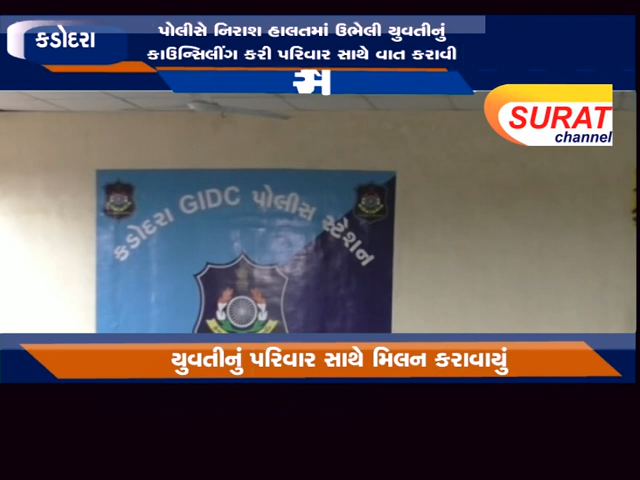 કડોદરા
પોલીસે નિરાશ હાલતમાં ઉભેલી યુવતીનું
કાઉન્સિલીંગ કરી પરિવાર સાથે વાત કરાવી
SURAT
channel
કડોદરા GIDC પોલીસ સ્ટેશન
યુવતીનું પરિવાર સાથે મિલન કરાવાયું